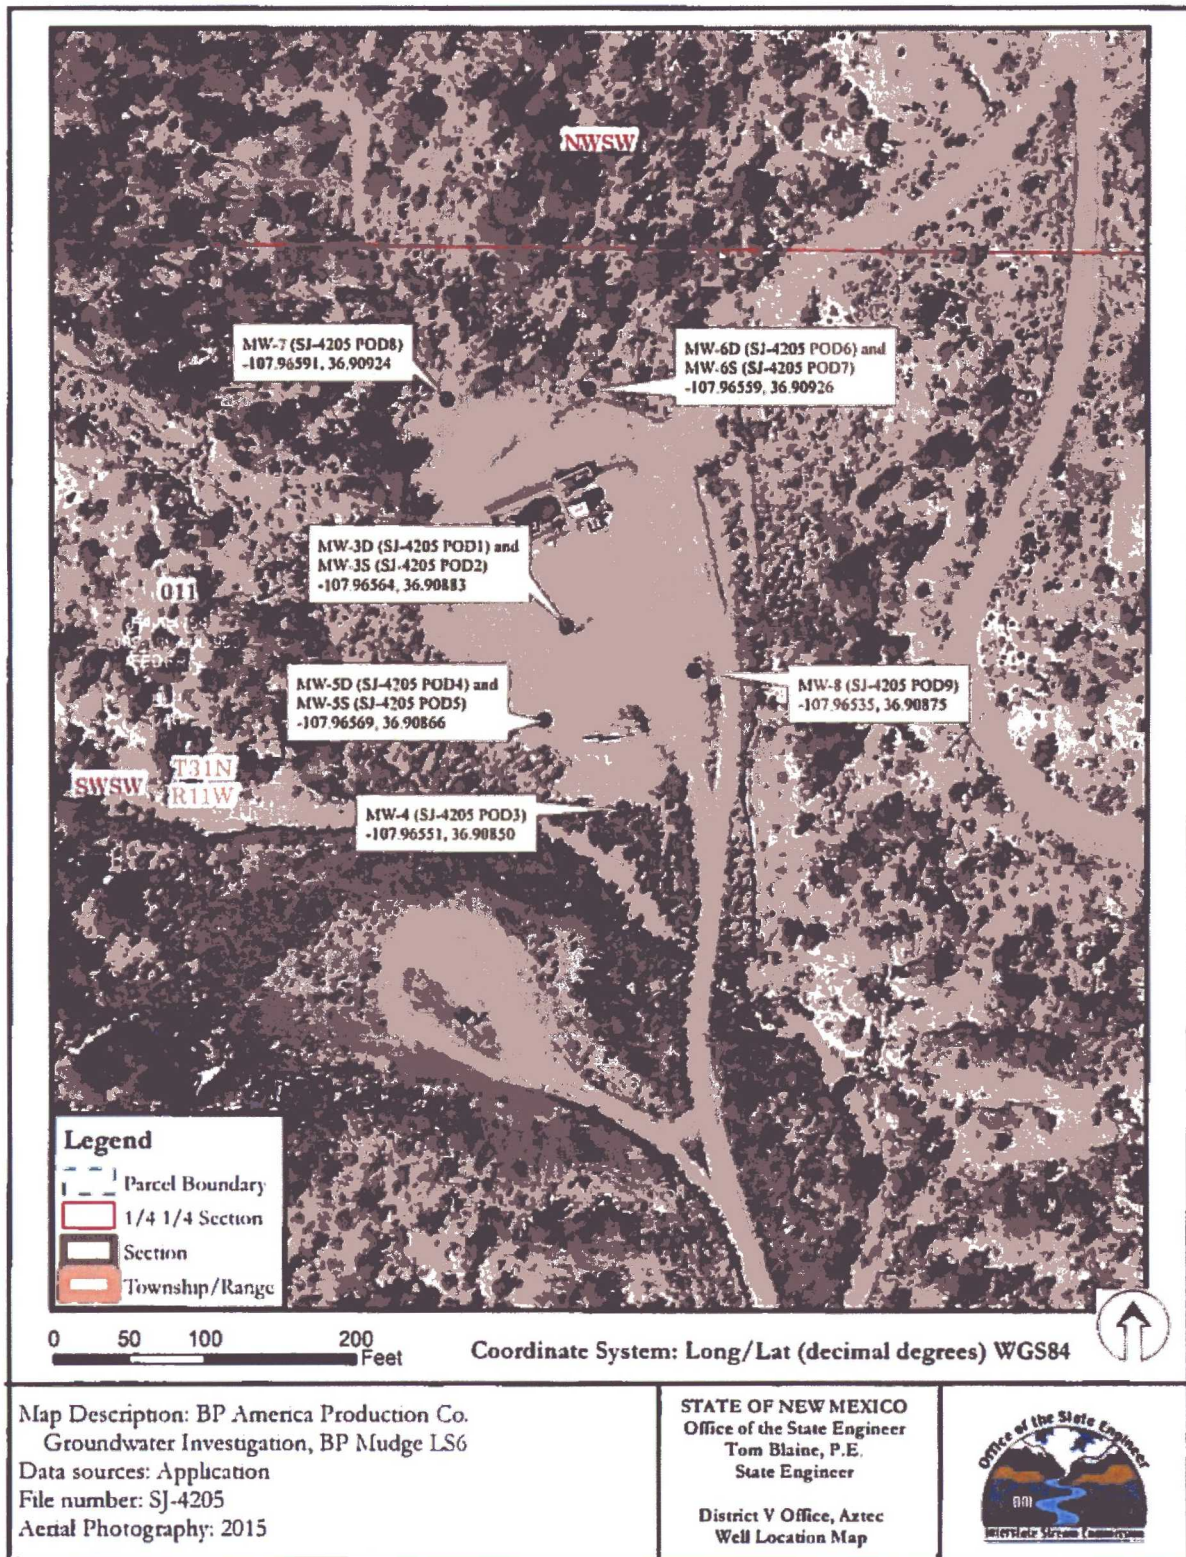 NWSW
MW-7 (SJ-4205 POD8)
-107.96591, 36.90924
MW-6D (SJ-4205 POD6) and
MW-6S (SJ-4205 POD7)
-107.96559, 36.90926
MW-3D (SJ-4205 POD1) and
MW-3S (SJ-4205 POD2)
-107.96564, 36.90883
011
MW-5D (SJ-4205 POD4) and
MW-5S (SJ-4205 POD5)
-107.96569, 36.90866
MW-8 (SJ-4205 POD9)
-107.96535, 36.90875
SWSW
T31N
R11W
MW-4 (SJ-4205 POD3)
-107.96551, 36.90850
Legend
Parcel Boundary
1/4 1/4 Section
Section
Township/Range
0 50 100 200
Feet
Coordinate System: Long/Lat (decimal degrees) WGS84
Map Description: BP America Production Co.
Groundwater Investigation, BP Mudge LS6
Data sources: Application
File number: SJ-4205
Aerial Photography: 2015
STATE OF NEW MEXICO
Office of the State Engineer
Tom Blaine, P.E.
State Engineer
District V Office, Aztec
Well Location Map
Office of the State Engineer
Interstate Stream Commission